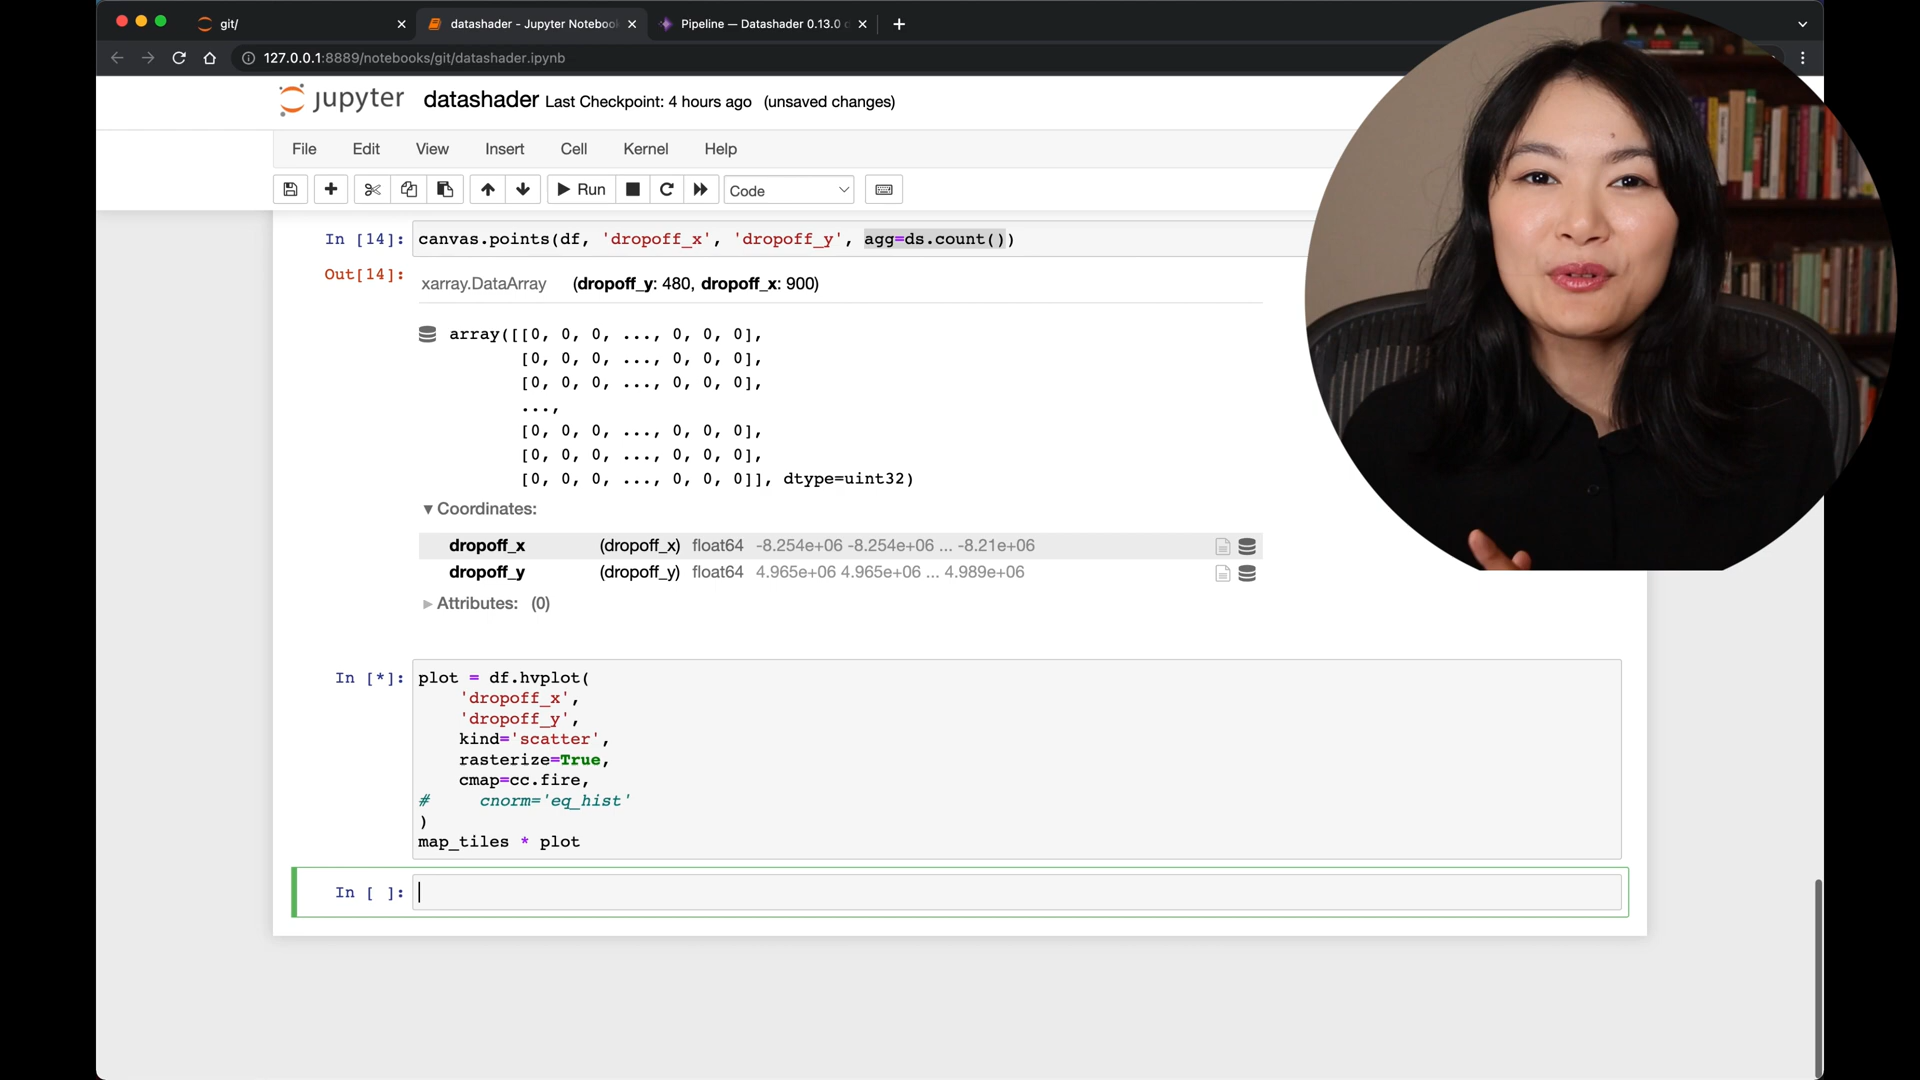 git/
datashader - Jupyter Noteboo
Pipeline — Datashader 0.13.0 d
127.0.0.1:8889/notebooks/git/datashader.ipynb
jupyter datashader Last Checkpoint: 4 hours ago (unsaved changes)
File Edit View Insert Cell Kernel Help
Run Code
In [14]: canvas.points(df, 'dropoff_x', 'dropoff_y', agg=ds.count())
Out[14]: xarray.DataArray (dropoff_y: 480, dropoff_x: 900)
array([[0, 0, 0, ..., 0, 0, 0],
[0, 0, 0, ..., 0, 0, 0],
[0, 0, 0, ..., 0, 0, 0],
...,
[0, 0, 0, ..., 0, 0, 0],
[0, 0, 0, ..., 0, 0, 0],
[0, 0, 0, ..., 0, 0, 0]], dtype=uint32)
▼Coordinates:
dropoff_x (dropoff_x) float64 -8.254e+06 -8.254e+06 ... -8.21e+06
dropoff_y (dropoff_y) float64 4.965e+06 4.965e+06 ... 4.989e+06
►Attributes: (0)
In [*]: plot = df.hvplot(
'dropoff_x',
'dropoff_y',
kind='scatter',
rasterize=True,
cmap=cc.fire,
# cnorm='eq_hist'
)
map_tiles * plot
In [ ]: